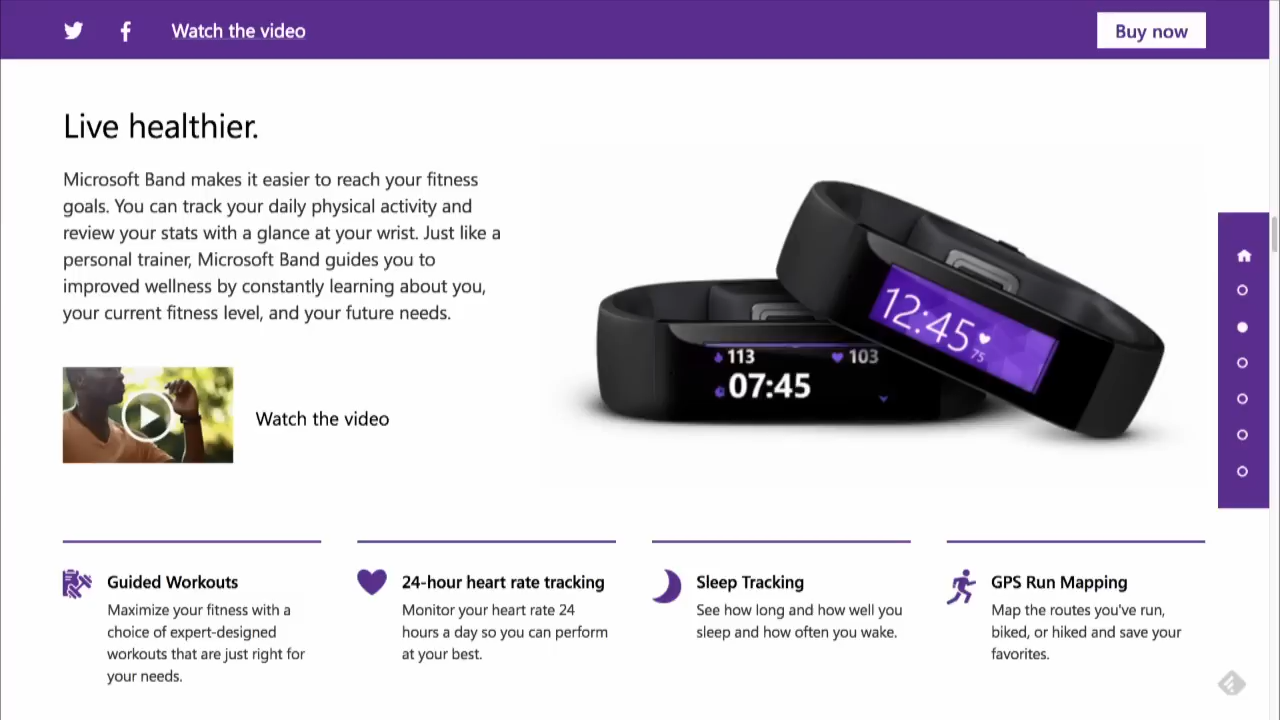 Watch the video
Buy now
Live healthier.
Microsoft Band makes it easier to reach your fitness
goals. You can track your daily physical activity and
review your stats with a glance at your wrist. Just like a
personal trainer, Microsoft Band guides you to
improved wellness by constantly learning about you,
your current fitness level, and your future needs.
113
103
07:45
12:45
75
Watch the video
Guided Workouts
Maximize your fitness with a
choice of expert-designed
workouts that are just right for
your needs.
24-hour heart rate tracking
Monitor your heart rate 24
hours a day so you can perform
at your best.
Sleep Tracking
See how long and how well you
sleep and how often you wake.
GPS Run Mapping
Map the routes you've run,
biked, or hiked and save your
favorites.